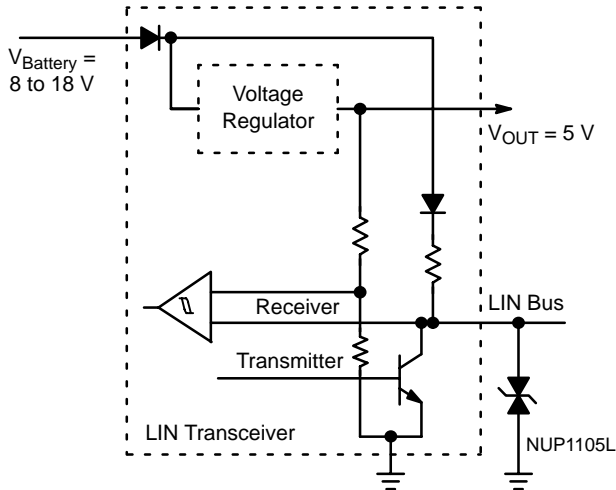 V_Battery =
8 to 18 V
Voltage
Regulator
V_OUT = 5 V
Receiver
LIN Bus
Transmitter
LIN Transceiver
NUP1105L